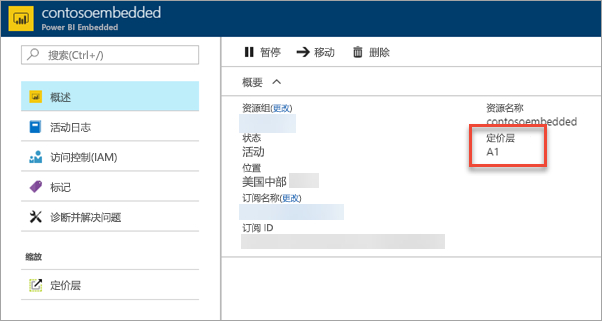 contosoembedded
Power BI Embedded
搜索(Ctrl+/)
概述
活动日志
访问控制(IAM)
标记
诊断并解决问题
缩放
定价层
暂停 移动 删除
概要
资源组(更改)
状态
活动
位置
美国中部
订阅名称(更改)
订阅 ID
资源名称
contosoembedded
定价层
A1